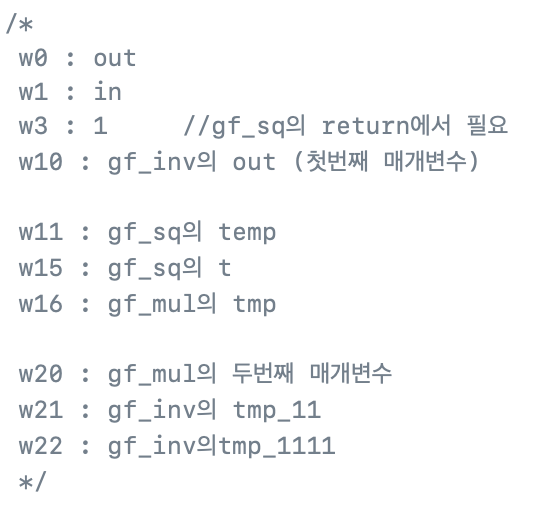 /*
w0 : out
w1 : in
w3 : 1     //gf_sq의 return에서 필요
w10 : gf_inv의 out (첫번째 매개변수)
w11 : gf_sq의 temp
w15 : gf_sq의 t
w16 : gf_mul의 tmp
w20 : gf_mul의 두번째 매개변수
w21 : gf_inv의 tmp_11
w22 : gf_inv의tmp_1111
*/